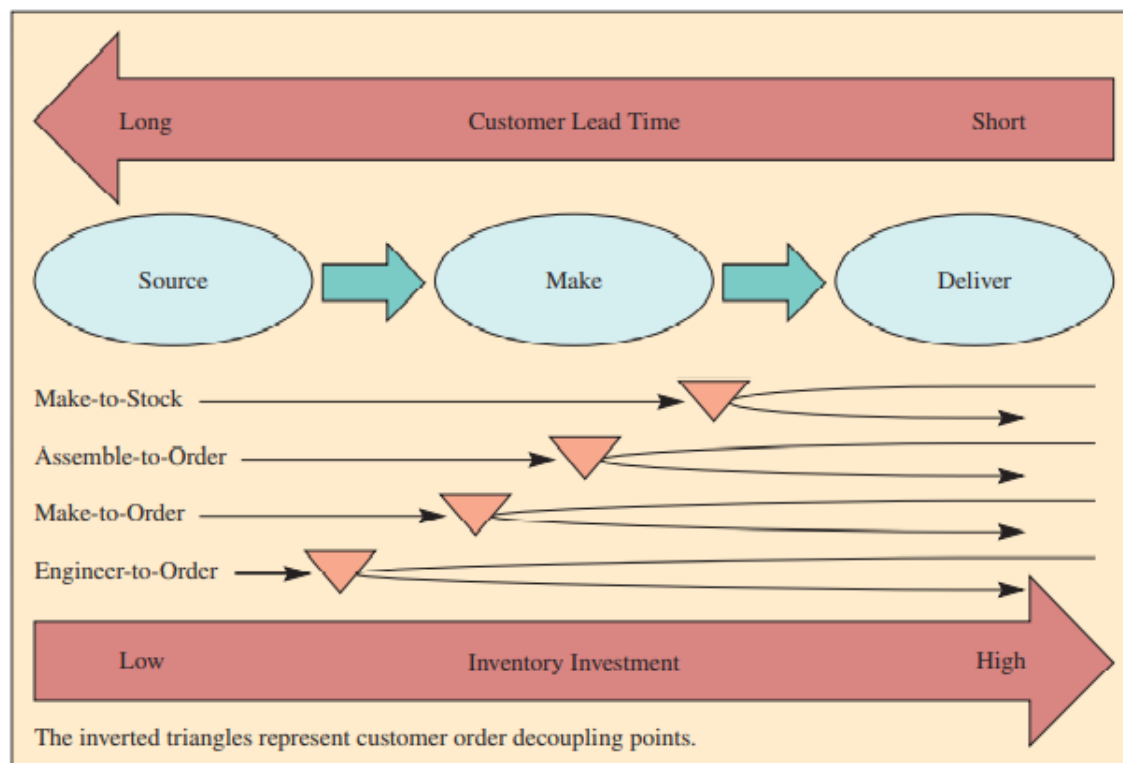 Long Customer Lead Time Short
Source Make Deliver
Make-to-Stock
Assemble-to-Order
Make-to-Order
Engineer-to-Order
Low Inventory Investment High
The inverted triangles represent customer order decoupling points.